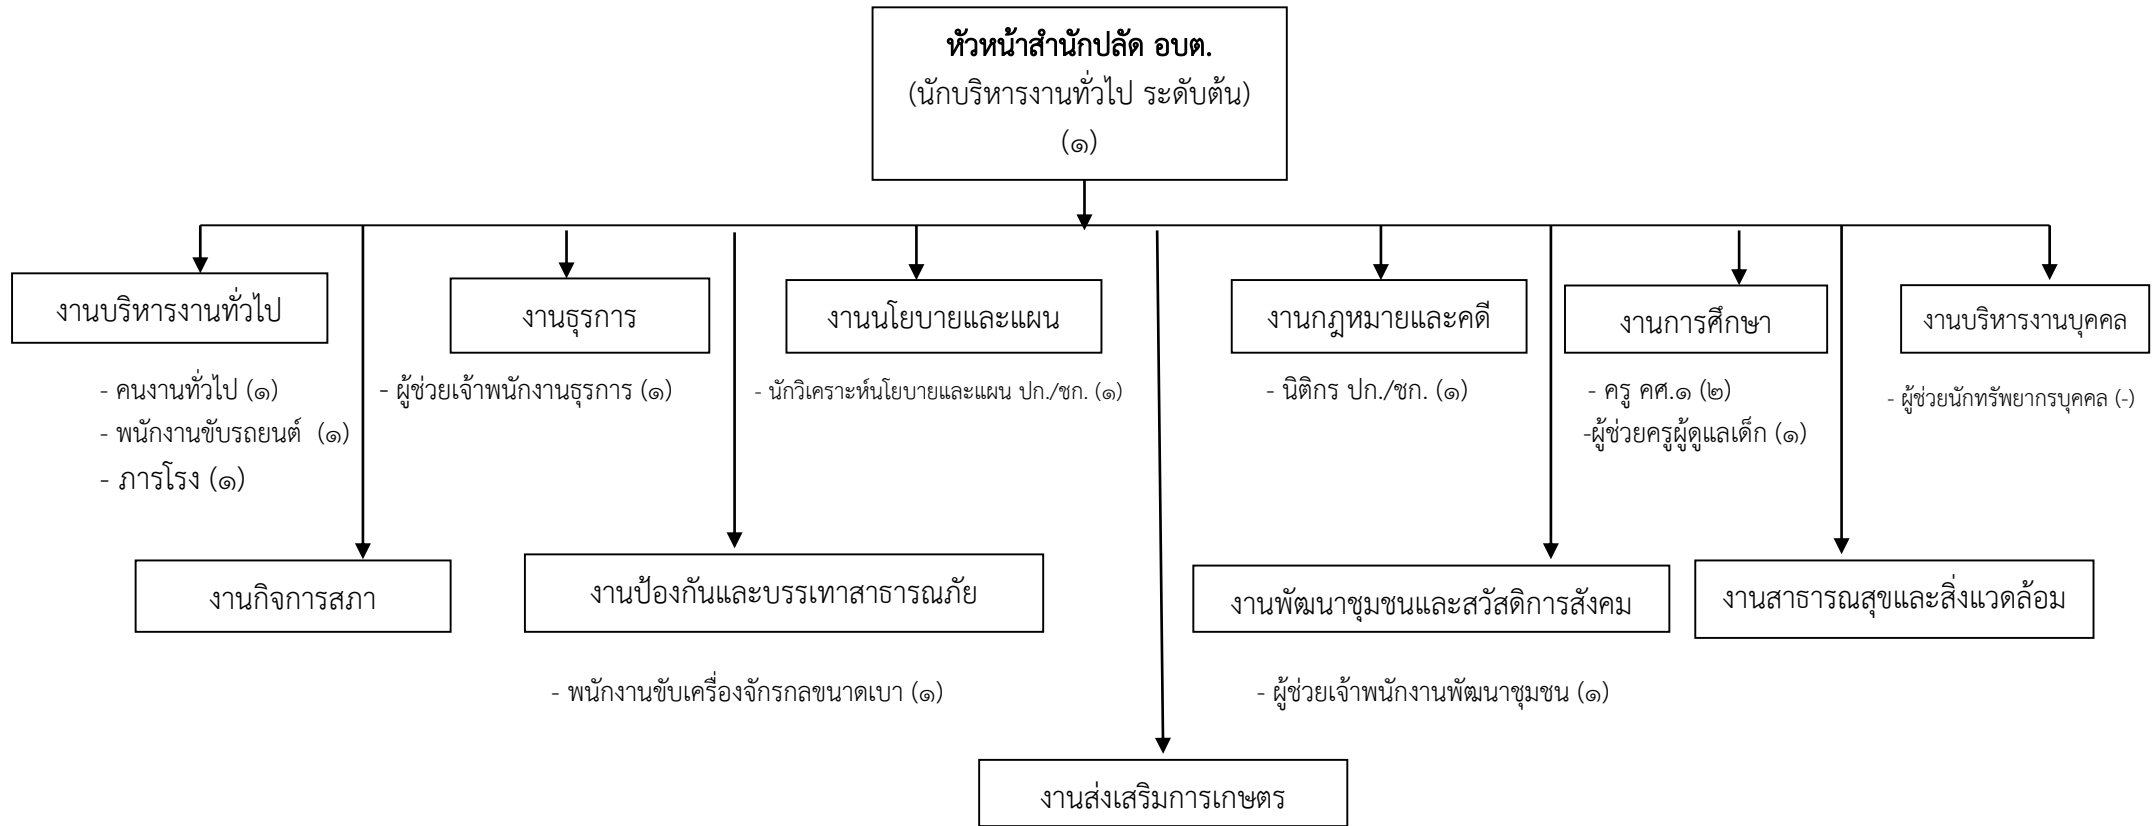 หัวหน้าสำนักปลัด อบต.
(นักบริหารงานทั่วไป ระดับต้น)
(๑)
งานบริหารงานทั่วไป
- คนงานทั่วไป (๑)
- พนักงานขับรถยนต์ (๑)
- ภารโรง (๑)
งานธุรการ
- ผู้ช่วยเจ้าพนักงานธุรการ (๑)
งานนโยบายและแผน
- นักวิเคราะห์นโยบายและแผน ปก./ชก. (๑)
งานกฎหมายและคดี
- นิติกร ปก./ชก. (๑)
งานการศึกษา
- ครู คศ.๑ (๒)
-ผู้ช่วยครูผู้ดูแลเด็ก (๑)
งานบริหารงานบุคคล
- ผู้ช่วยนักทรัพยากรบุคคล (-)
งานกิจการสภา
งานป้องกันและบรรเทาสาธารณภัย
- พนักงานขับเครื่องจักรกลขนาดเบา (๑)
งานพัฒนาชุมชนและสวัสดิการสังคม
- ผู้ช่วยเจ้าพนักงานพัฒนาชุมชน (๑)
งานสาธารณสุขและสิ่งแวดล้อม
งานส่งเสริมการเกษตร